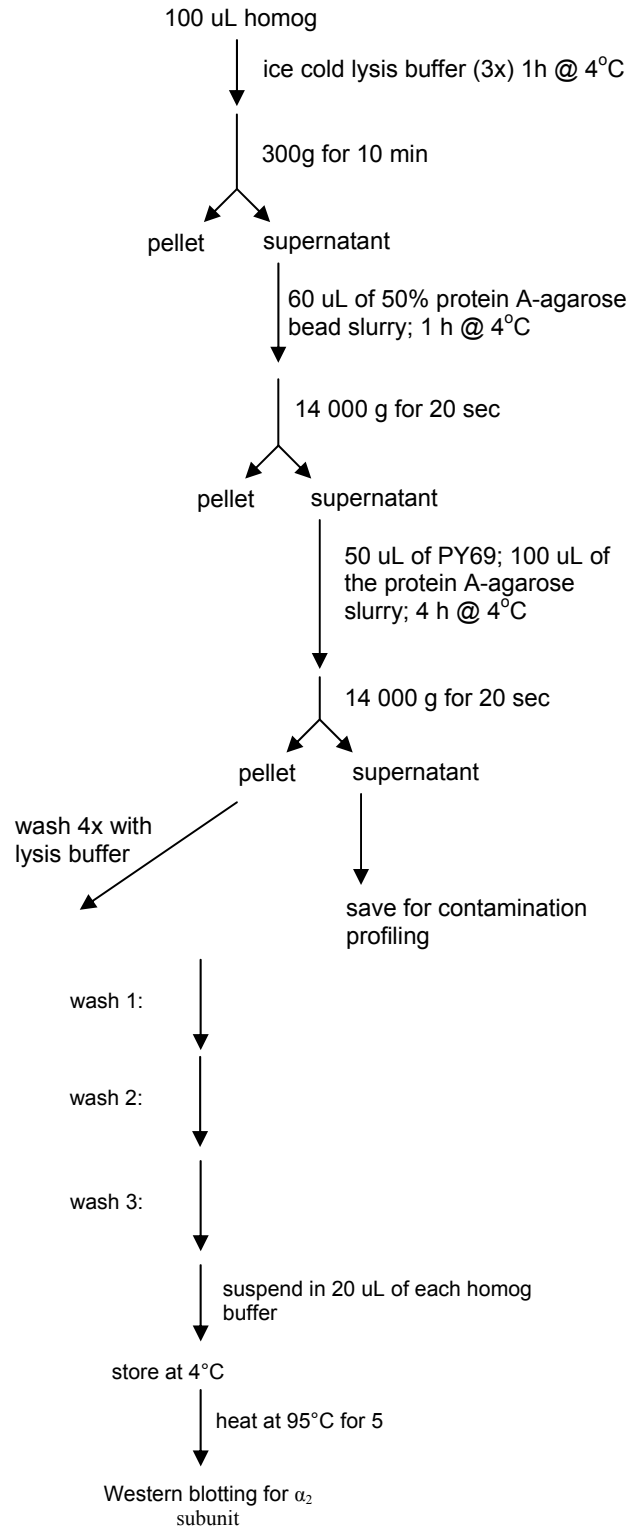 100 uL homog
ice cold lysis buffer (3x) 1h @ 4°C
300g for 10 min
pellet
supernatant
60 uL of 50% protein A-agarose
bead slurry; 1 h @ 4°C
14 000 g for 20 sec
pellet
supernatant
50 uL of PY69; 100 uL of
the protein A-agarose
slurry; 4 h @ 4°C
14 000 g for 20 sec
pellet
supernatant
wash 4x with
lysis buffer
save for contamination
profiling
wash 1:
wash 2:
wash 3:
suspend in 20 uL of each homog
buffer
store at 4°C
heat at 95°C for 5
Western blotting for α₂
subunit